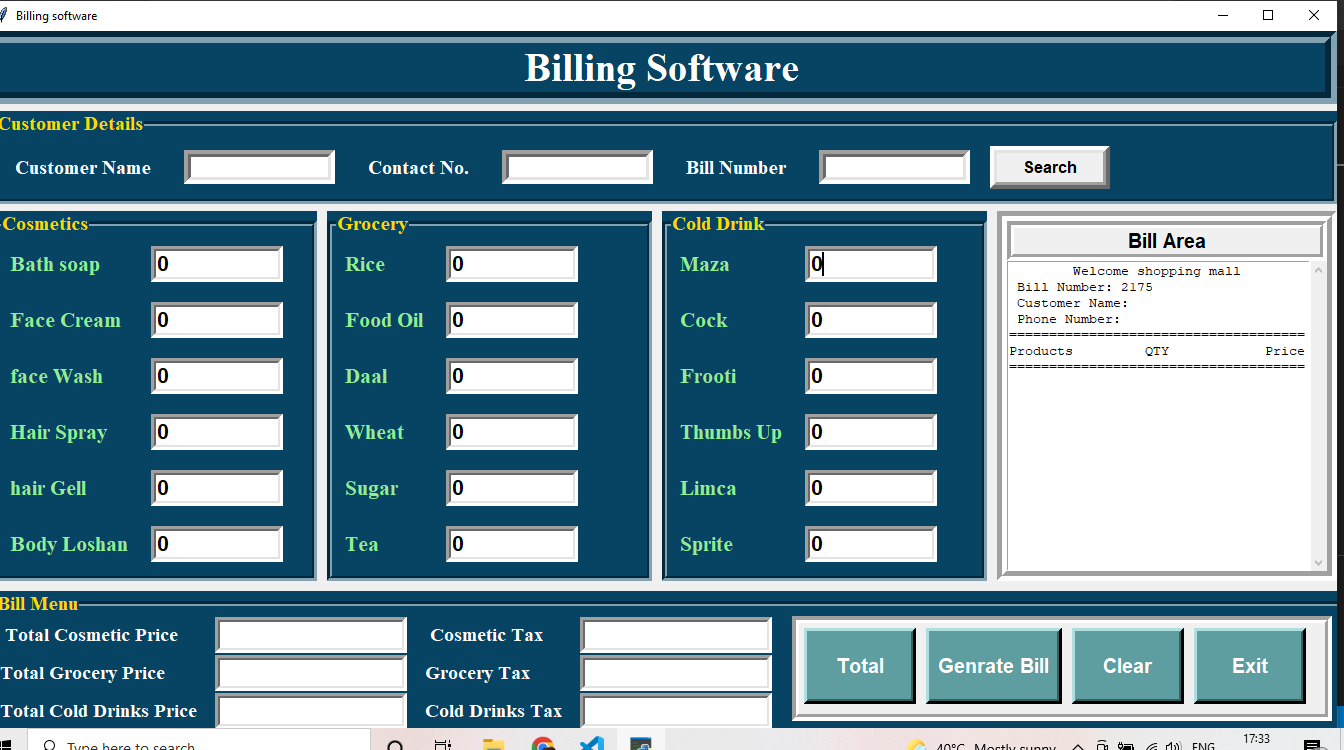 Billing software
Billing Software
Customer Details
Customer Name Contact No. Bill Number Search
Cosmetics
Bath soap 0
Face Cream 0
face Wash 0
Hair Spray 0
hair Gell 0
Body Loshan 0
Grocery
Rice 0
Food Oil 0
Daal 0
Wheat 0
Sugar 0
Tea 0
Cold Drink
Maza 0
Cock 0
Frooti 0
Thumbs Up 0
Limca 0
Sprite 0
Bill Area
Welcome shopping mall
Bill Number: 2175
Customer Name:
Phone Number:
=====================================
Products QTY Price
=====================================
Bill Menu
Total Cosmetic Price Cosmetic Tax
Total Grocery Price Grocery Tax
Total Cold Drinks Price Cold Drinks Tax
Total Genrate Bill Clear Exit
Type here to search 40°C Mostly sunny ENG 17:33